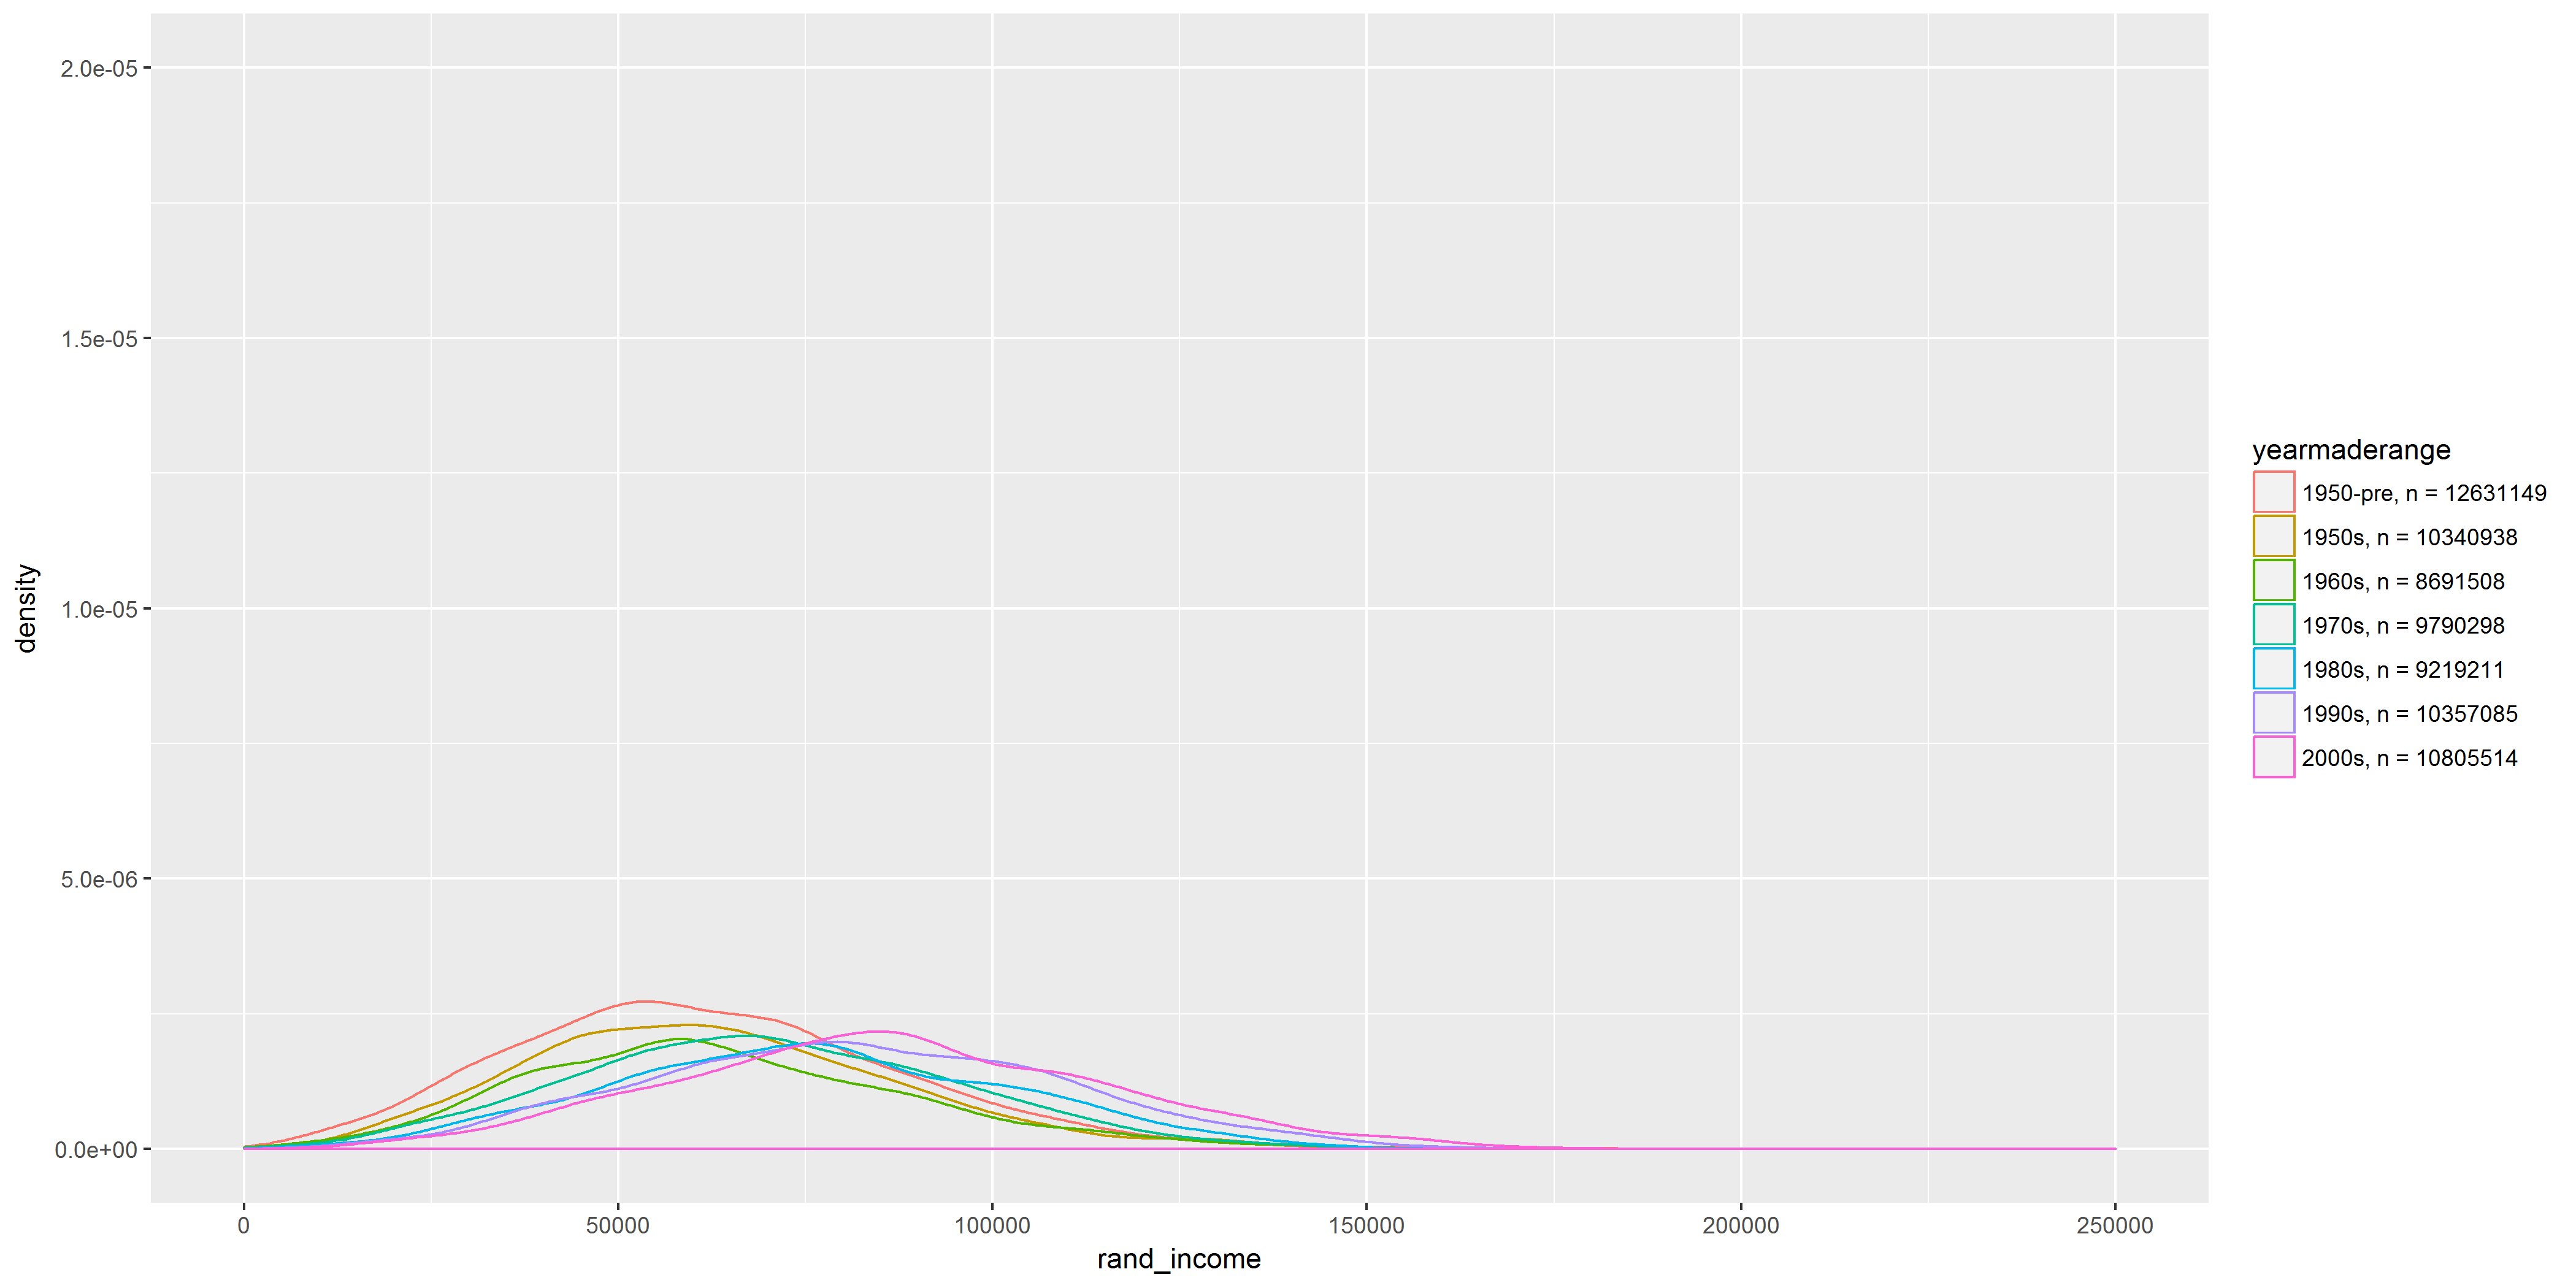 2.0e-05
1.5e-05
1.0e-05
5.0e-06
0.0e+00
density
0 50000 100000 150000 200000 250000
rand_income
yearmaderange
1950-pre, n = 12631149
1950s, n = 10340938
1960s, n = 8691508
1970s, n = 9790298
1980s, n = 9219211
1990s, n = 10357085
2000s, n = 10805514